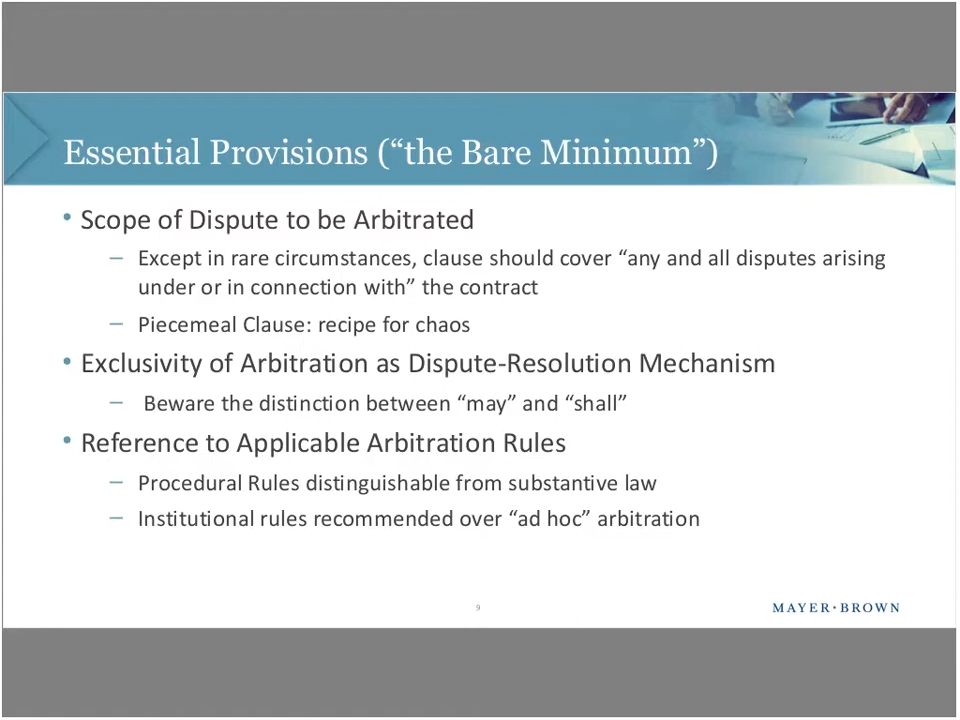 Essential Provisions (“the Bare Minimum”)
• Scope of Dispute to be Arbitrated
– Except in rare circumstances, clause should cover “any and all disputes arising
under or in connection with” the contract
– Piecemeal Clause: recipe for chaos
• Exclusivity of Arbitration as Dispute-Resolution Mechanism
– Beware the distinction between “may” and “shall”
• Reference to Applicable Arbitration Rules
– Procedural Rules distinguishable from substantive law
– Institutional rules recommended over “ad hoc” arbitration
9
MAYER•BROWN